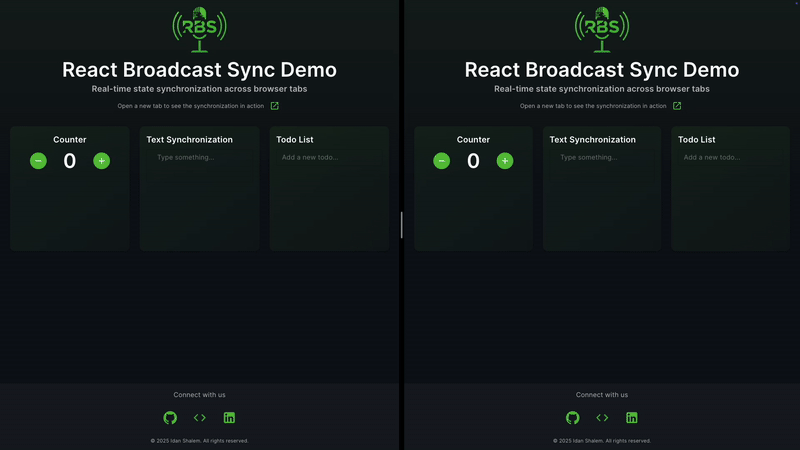 RBS
React Broadcast Sync Demo
Real-time state synchronization across browser tabs
Open a new tab to see the synchronization in action
Counter
0
Text Synchronization
Type something...
Todo List
Add a new todo...
Connect with us
© 2025 Idan Shalem. All rights reserved.
RBS
React Broadcast Sync Demo
Real-time state synchronization across browser tabs
Open a new tab to see the synchronization in action
Counter
0
Text Synchronization
Type something...
Todo List
Add a new todo...
Connect with us
© 2025 Idan Shalem. All rights reserved.